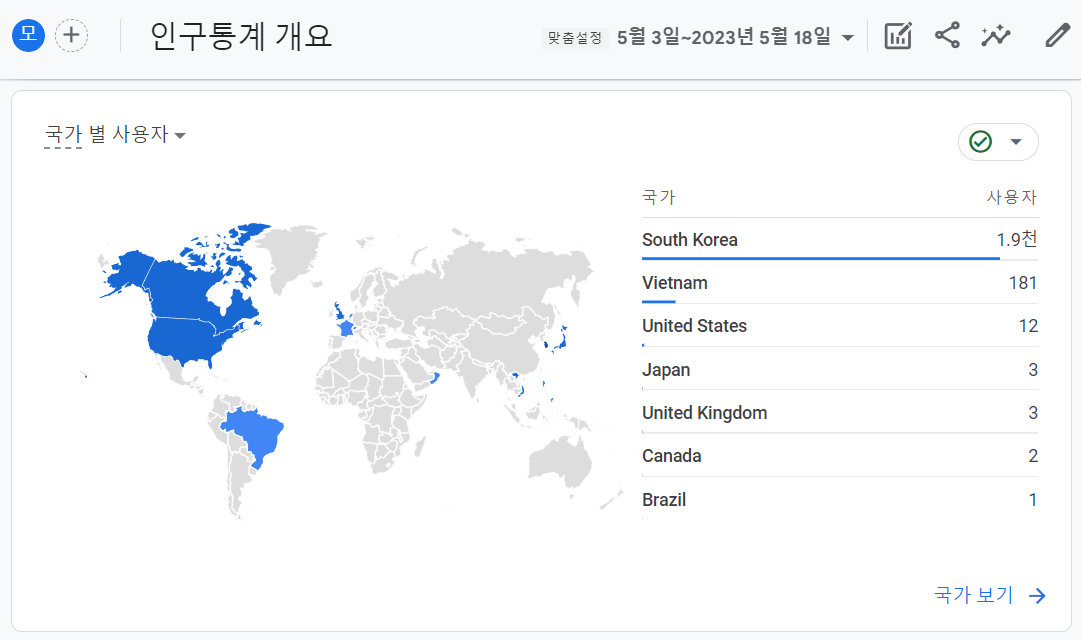 모
인구통계 개요
맞춤설정 5월 3일~2023년 5월 18일
국가 별 사용자
국가 사용자
South Korea 1.9천
Vietnam 181
United States 12
Japan 3
United Kingdom 3
Canada 2
Brazil 1
국가 보기